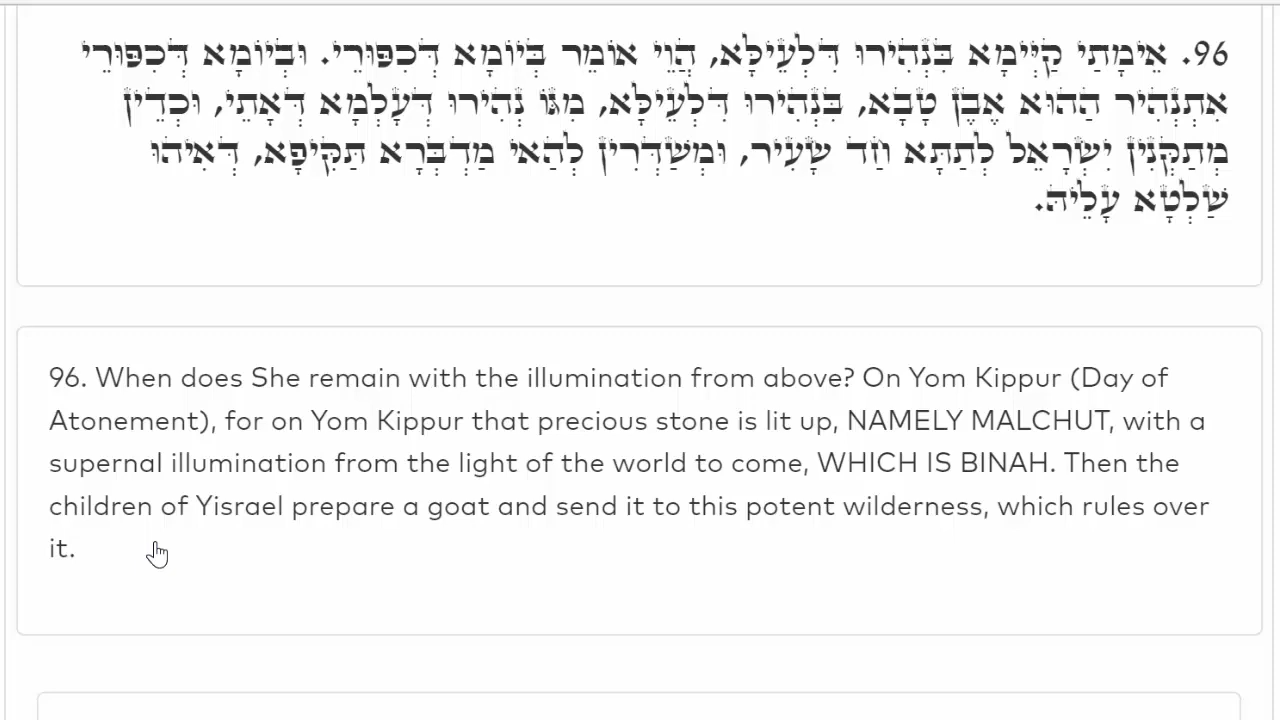 96. אֵימָתַי קַיְּימָא בִּנְהִירוּ דִּלְעֵילָּא, הֲוֵי אוֹמֵר בְּיוֹמָא דְּכִפּוּרֵי. וּבְיוֹמָא דְּכִפּוּרֵי
אִתְנְהִיר הַהוּא אֶבֶן טָבָא, בִּנְהִירוּ דִּלְעֵילָּא, מִגּוֹ נְהִירוּ דְּעָלְמָא דְּאָתֵי, וּכְדֵין
מְתַקְּנִין יִשְׂרָאֵל לְתַתָּא חַד שָׂעִיר, וּמְשַׁדְּרִין לְהַאי מַדְבְּרָא תַּקִּיפָא, דְּאִיהוּ
שַׁלְטָא עָלֵיהּ.
96. When does She remain with the illumination from above? On Yom Kippur (Day of
Atonement), for on Yom Kippur that precious stone is lit up, NAMELY MALCHUT, with a
supernal illumination from the light of the world to come, WHICH IS BINAH. Then the
children of Yisrael prepare a goat and send it to this potent wilderness, which rules over
it.